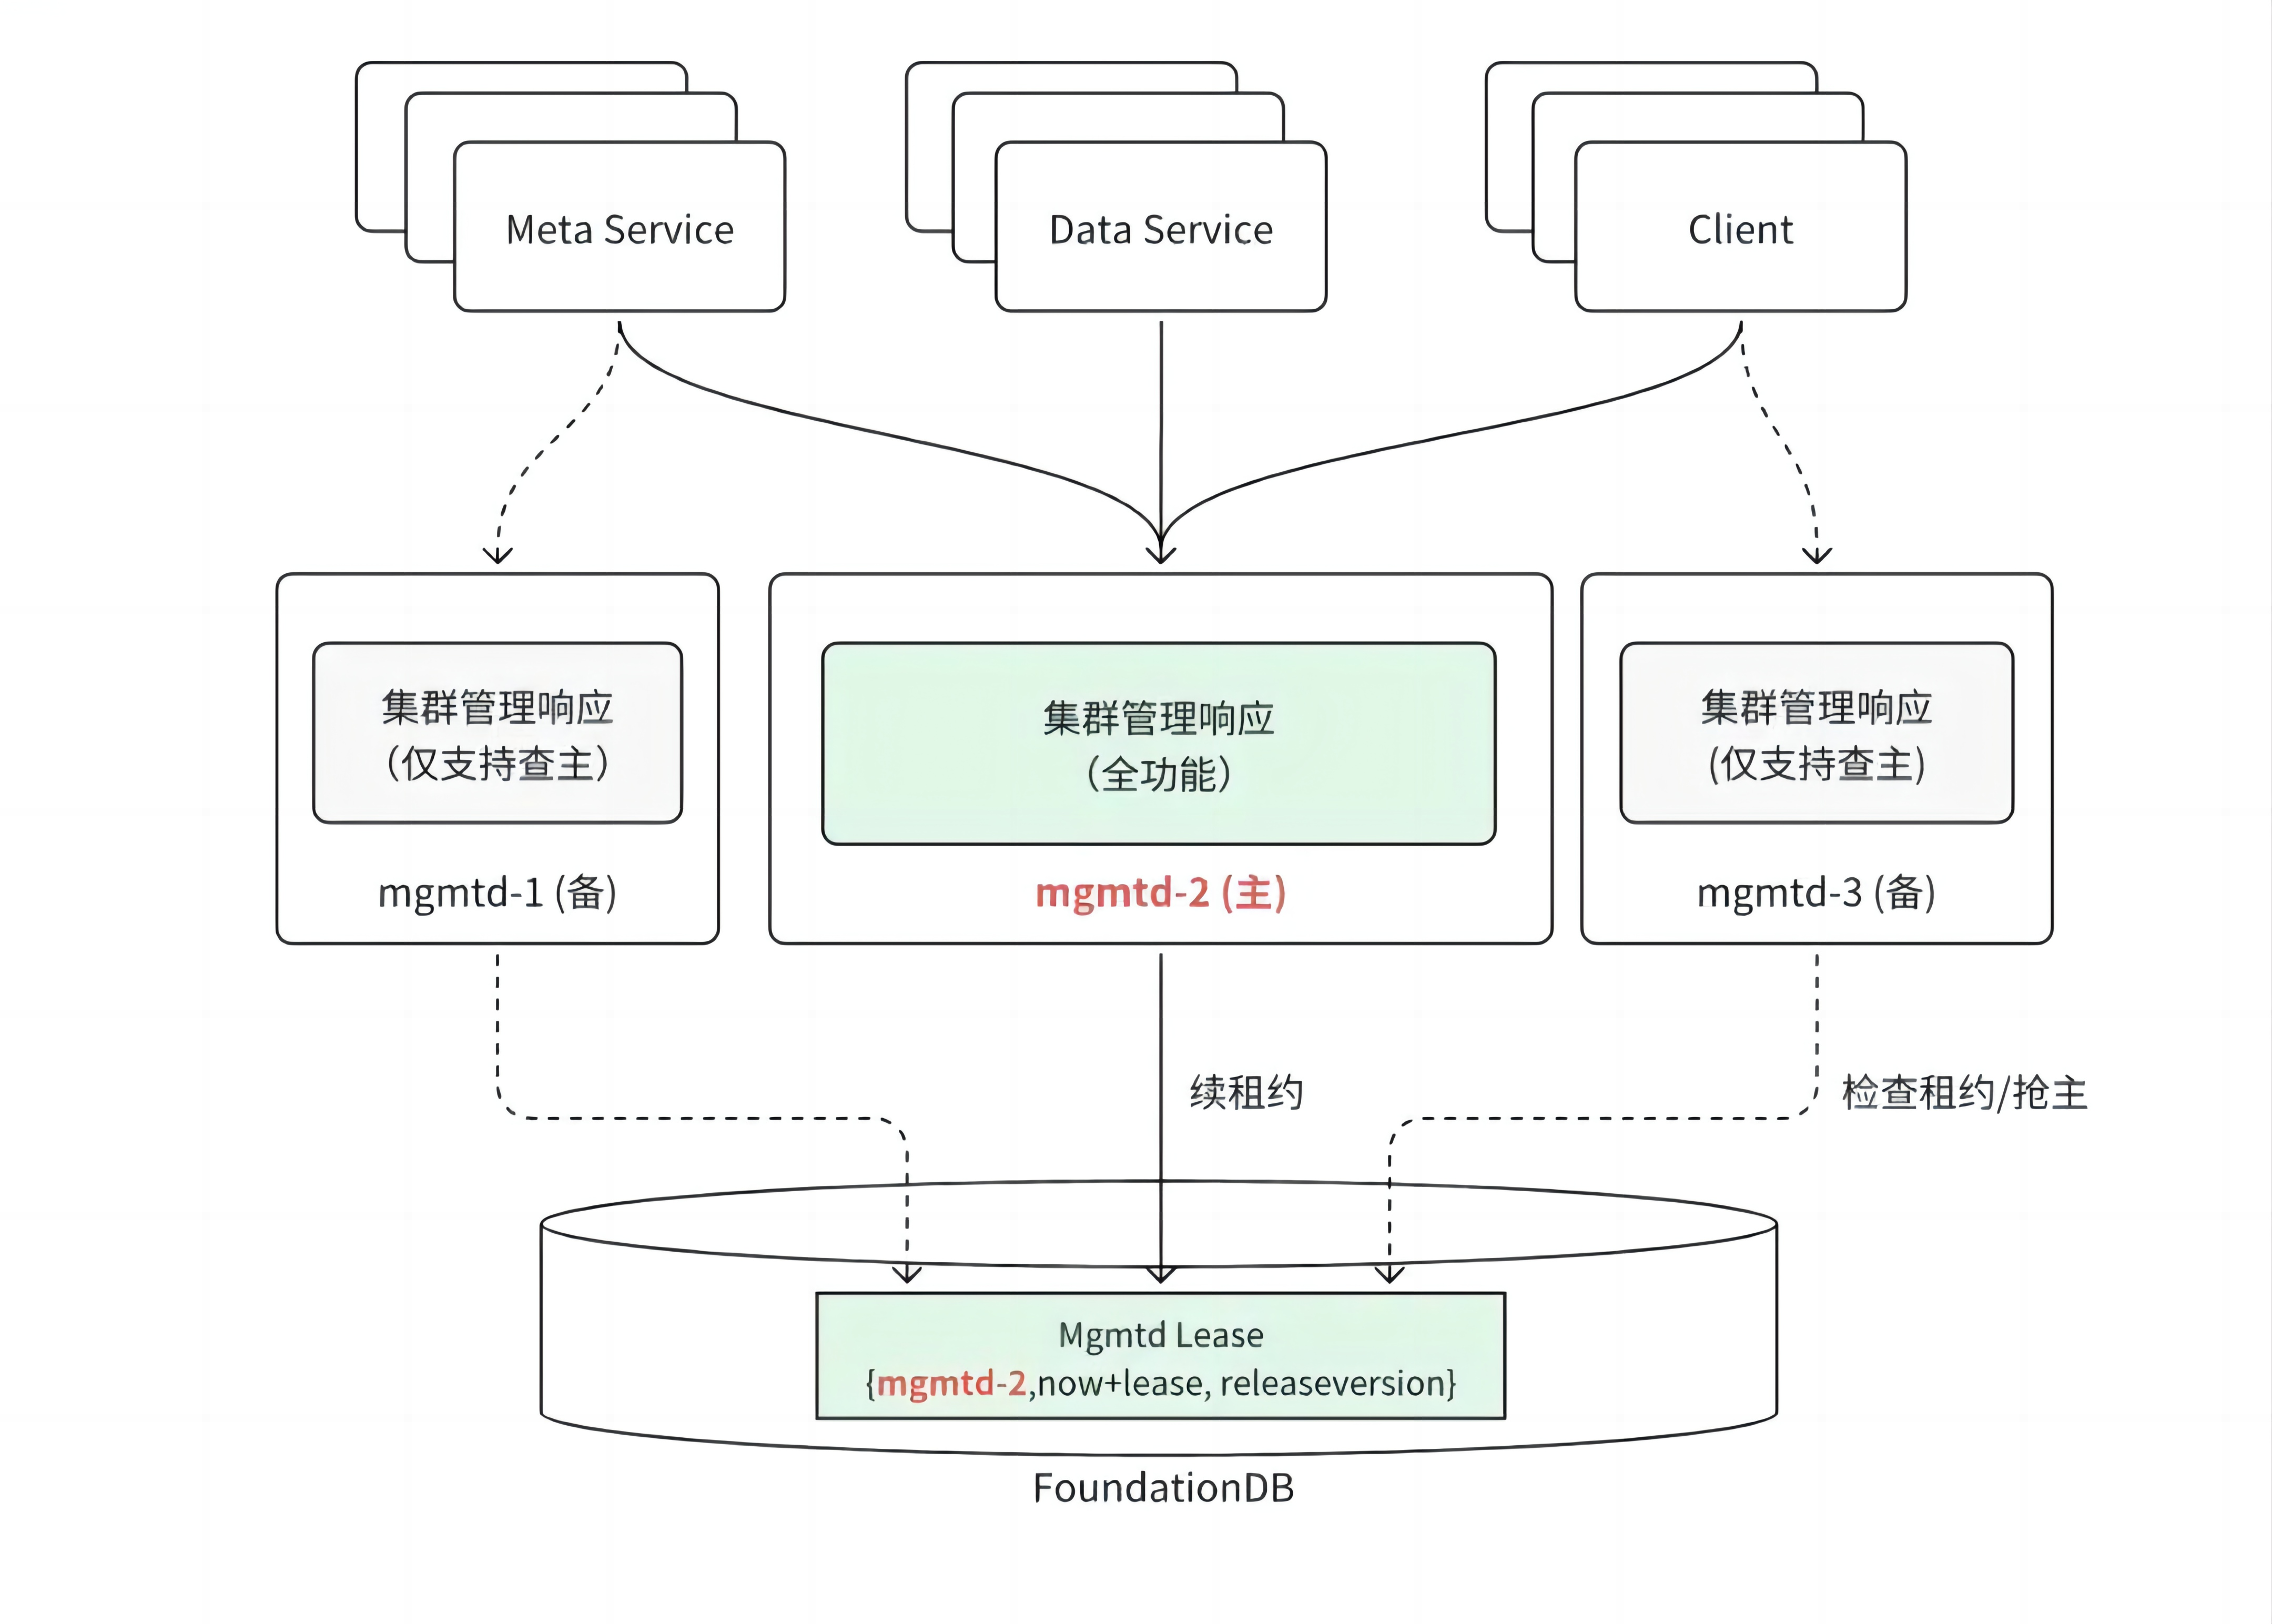 Meta Service
Data Service
Client
集群管理响应
（仅支持查主）
mgmtd-1 (备)
集群管理响应
（全功能）
mgmtd-2 (主)
集群管理响应
(仅支持查主)
mgmtd-3 (备)
续租约
检查租约/抢主
Mgmtd Lease
{mgmtd-2,now+lease, releaseversion}
FoundationDB